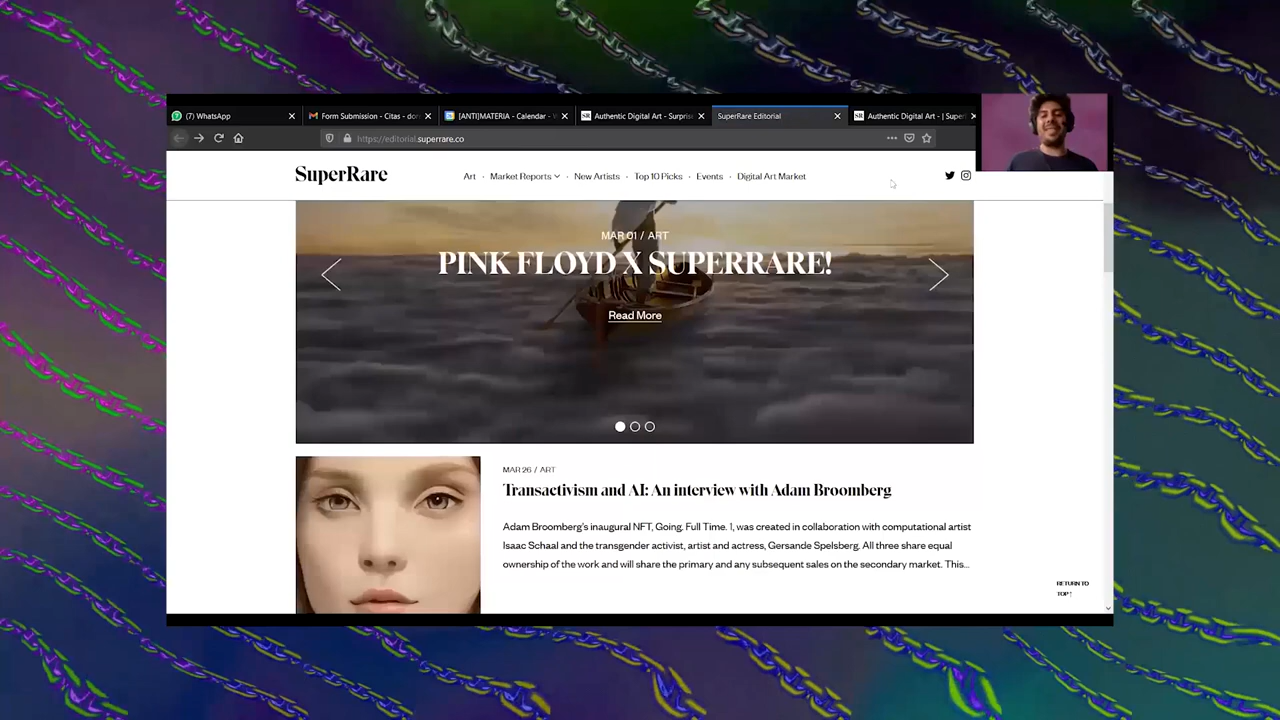 (7) WhatsApp
Form Submission - Citas - dor
[ANTI]MATERIA - Calendar -
Authentic Digital Art - Surpris
SuperRare Editorial
Authentic Digital Art - | Super
https://editorial.superrare.co
SuperRare
Art · Market Reports · New Artists · Top 10 Picks · Events · Digital Art Market
MAR 01 / ART
PINK FLOYD X SUPERRARE!
Read More
MAR 26 / ART
Transactivism and AI: An interview with Adam Broomberg
Adam Broomberg's inaugural NFT, Going. Full Time. 1, was created in collaboration with computational artist
Isaac Schaal and the transgender activist, artist and actress, Gersande Spelsberg. All three share equal
ownership of the work and will share the primary and any subsequent sales on the secondary market. This...
RETURN TO
TOP ↑